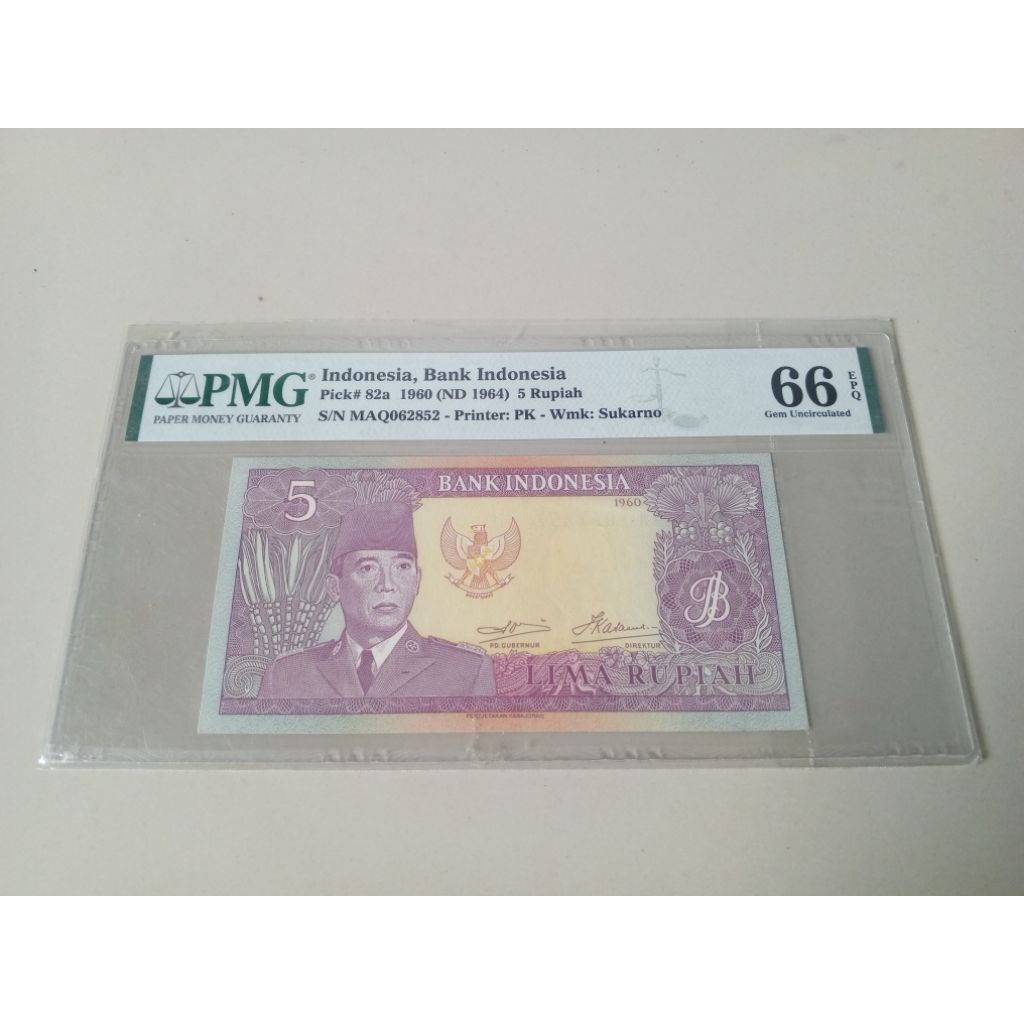 PMG®
PAPER MONEY GUARANTY
Indonesia, Bank Indonesia
Pick# 82a 1960 (ND 1964) 5 Rupiah
S/N MAQ062852 - Printer: PK - Wmk: Sukarno
66 EPQ
Gem Uncirculated
5
BANK INDONESIA
1960
PD. GUBERNUR
DIREKTUR
LIMA RUPIAH